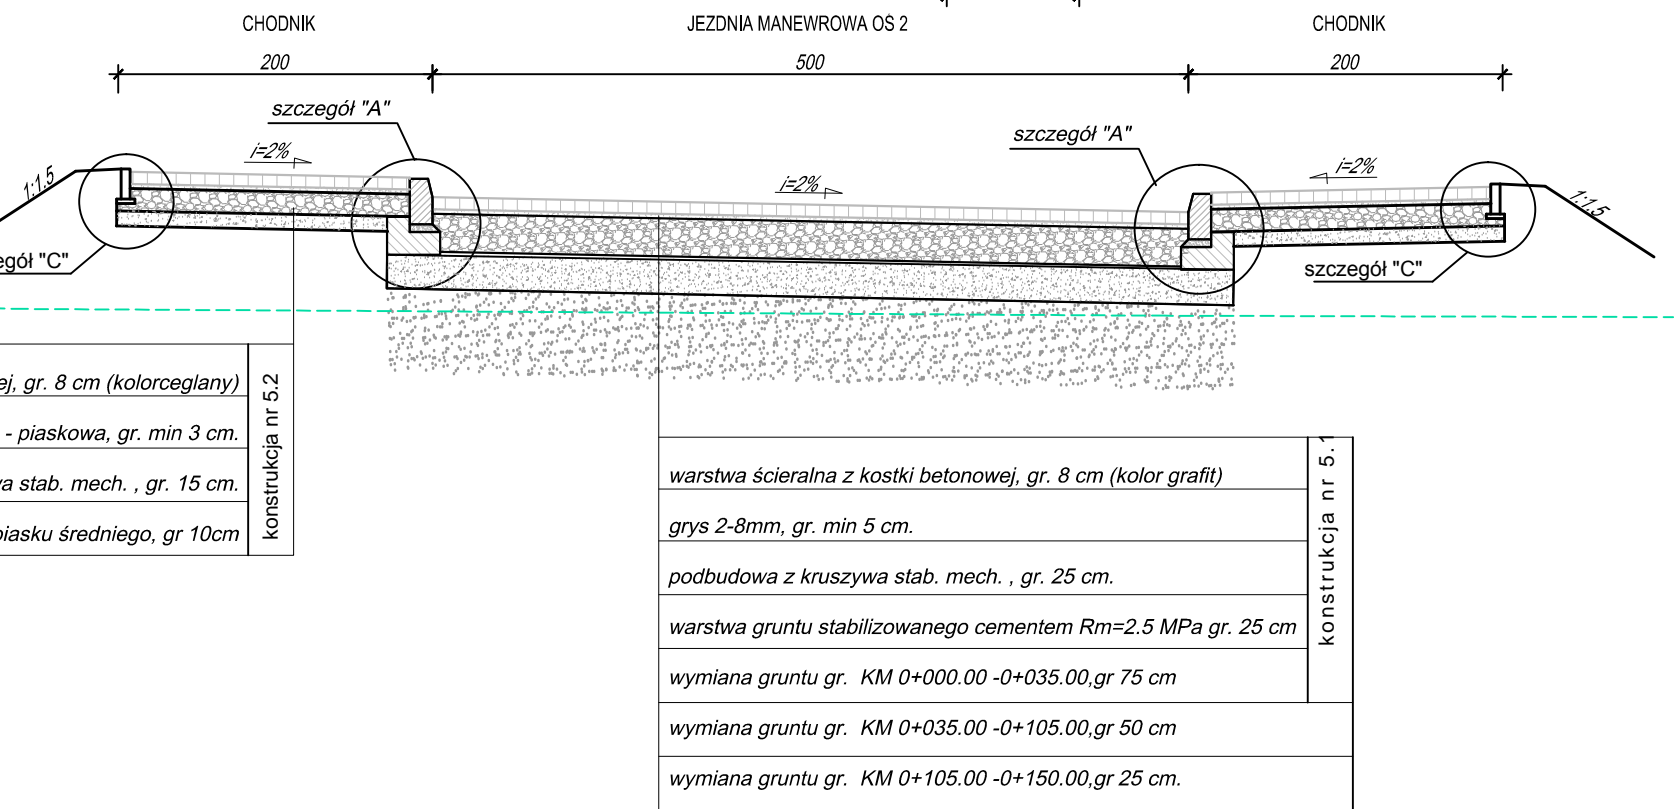 CHODNIK
JEZDNIA MANEWROWA OŚ 2
CHODNIK
200
500
200
szczegół "A"
szczegół "A"
i=2%
i=2%
i=2%
1:1.5
1:1.5
egół "C"
szczegół "C"
ej, gr. 8 cm (kolorceglany)
- piaskowa, gr. min 3 cm.
a stab. mech. , gr. 15 cm.
piasku średniego, gr 10cm
konstrukcja nr 5.2
warstwa ścieralna z kostki betonowej, gr. 8 cm (kolor grafit)
grys 2-8mm, gr. min 5 cm.
podbudowa z kruszywa stab. mech. , gr. 25 cm.
warstwa gruntu stabilizowanego cementem Rm=2.5 MPa gr. 25 cm
wymiana gruntu gr. KM 0+000.00 -0+035.00,gr 75 cm
wymiana gruntu gr. KM 0+035.00 -0+105.00,gr 50 cm
wymiana gruntu gr. KM 0+105.00 -0+150.00,gr 25 cm.
konstrukcja nr 5.1